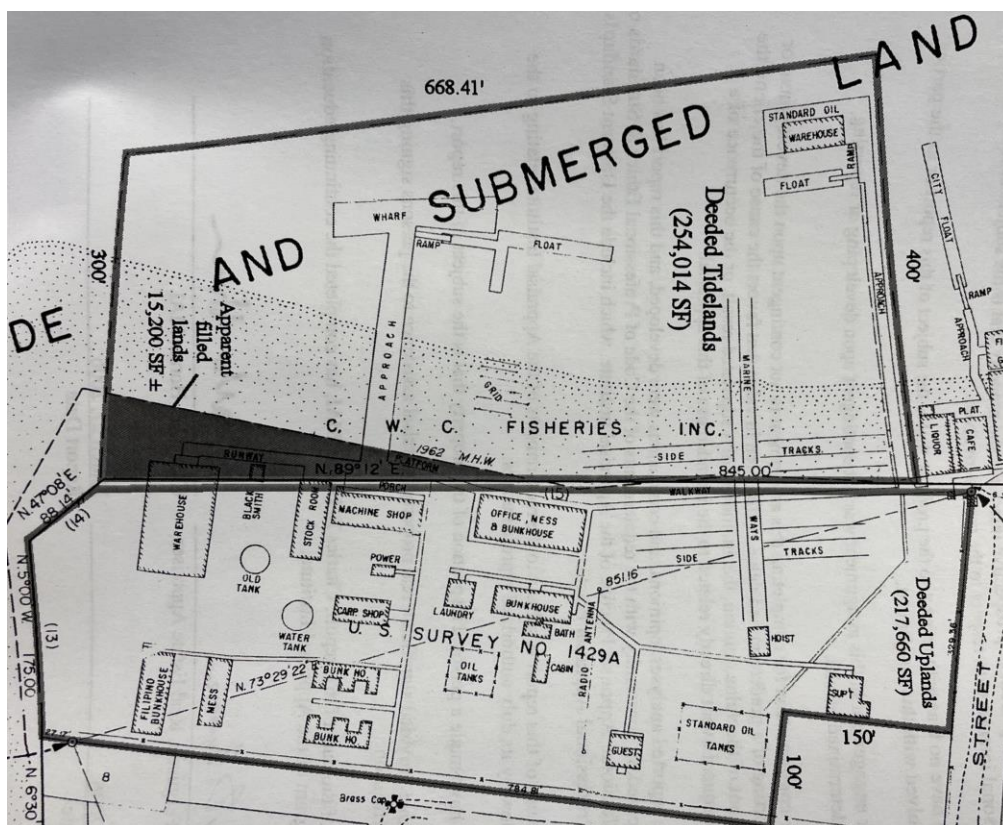 LAND
SUBMERGED
AND
DE
668.41'
300'
400'
Deeded Tidelands
(254,014 SF)
Apparent
filled
lands
15,200 SF ±
STANDARD OIL
WAREHOUSE
RAMP
FLOAT
CITY FLOAT
RAMP
APPROACH
APPROACH
WHARF
RAMP
FLOAT
APPROACH
GRID
MARINE
WAYS
PLAT
LIQUOR
CAFE
C. W. C. FISHERIES INC.
1962 M.H.W.
SIDE
TRACKS
845.00'
N. 89°12' E.
PLATFORM
(15)
WALKWAY
RUNWAY
PORCH
WAREHOUSE
BLACK
SMITH
STOCK ROOM
MACHINE SHOP
OFFICE, MESS
& BUNKHOUSE
SIDE
TRACKS
N. 47°08' E.
88.14'
(14)
N. 5°00' W.
75.00
(13)
N. 6°30'
OLD
TANK
POWER
851.16
Deeded Uplands
(217,660 SF)
LAUNDRY
BUNKHOUSE
BATH
CABIN
CARP SHOP
WATER
TANK
U. S. SURVEY NO. 1429A
HOIST
RADIO ANTENNA
OIL
TANKS
N. 73°29'22"
FILIPINO
BUNKHOUSE
MESS
BUNK HO
BUNK HO
GUEST
STANDARD OIL
TANKS
SUP'T
150'
100'
STREET
784.81
8
Brass Cap